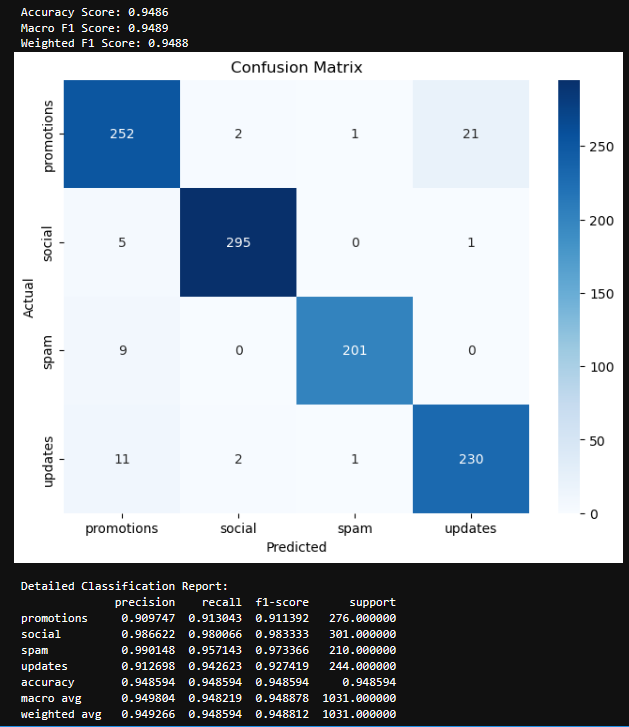 Accuracy Score: 0.9486
Macro F1 Score: 0.9489
Weighted F1 Score: 0.9488
Confusion Matrix
promotions 252 2 1 21
social 5 295 0 1
spam 9 0 201 0
updates 11 2 1 230
Actual
promotions social spam updates
Predicted
250
200
150
100
50
0
Detailed Classification Report:
precision recall f1-score support
promotions 0.909747 0.913043 0.911392 276.000000
social 0.986622 0.980066 0.983333 301.000000
spam 0.990148 0.957143 0.973366 210.000000
updates 0.912698 0.942623 0.927419 244.000000
accuracy 0.948594 0.948594 0.948594 0.948594
macro avg 0.949804 0.948219 0.948878 1031.000000
weighted avg 0.949266 0.948594 0.948812 1031.000000